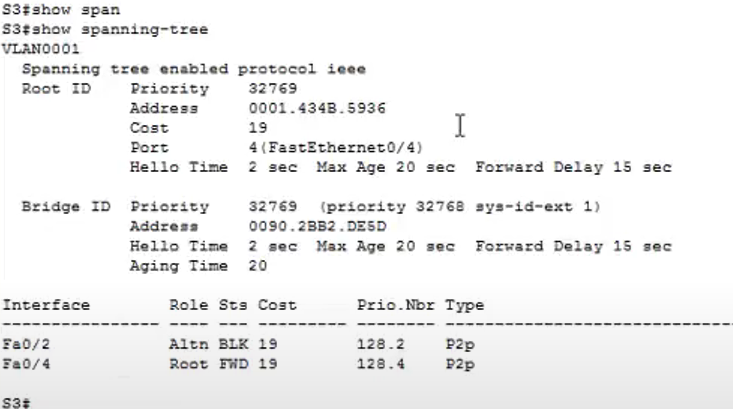 S3#show span
S3#show spanning-tree
VLAN0001
  Spanning tree enabled protocol ieee
  Root ID    Priority    32769
             Address     0001.434B.5936
             Cost        19
             Port        4(FastEthernet0/4)
             Hello Time  2 sec  Max Age 20 sec  Forward Delay 15 sec

  Bridge ID  Priority    32769  (priority 32768 sys-id-ext 1)
             Address     0090.2BB2.DE5D
             Hello Time  2 sec  Max Age 20 sec  Forward Delay 15 sec
             Aging Time  20

Interface        Role Sts Cost      Prio.Nbr Type
---------------- ---- --- --------- -------- --------------------------------
Fa0/2            Altn BLK 19        128.2    P2p
Fa0/4            Root FWD 19        128.4    P2p

S3#